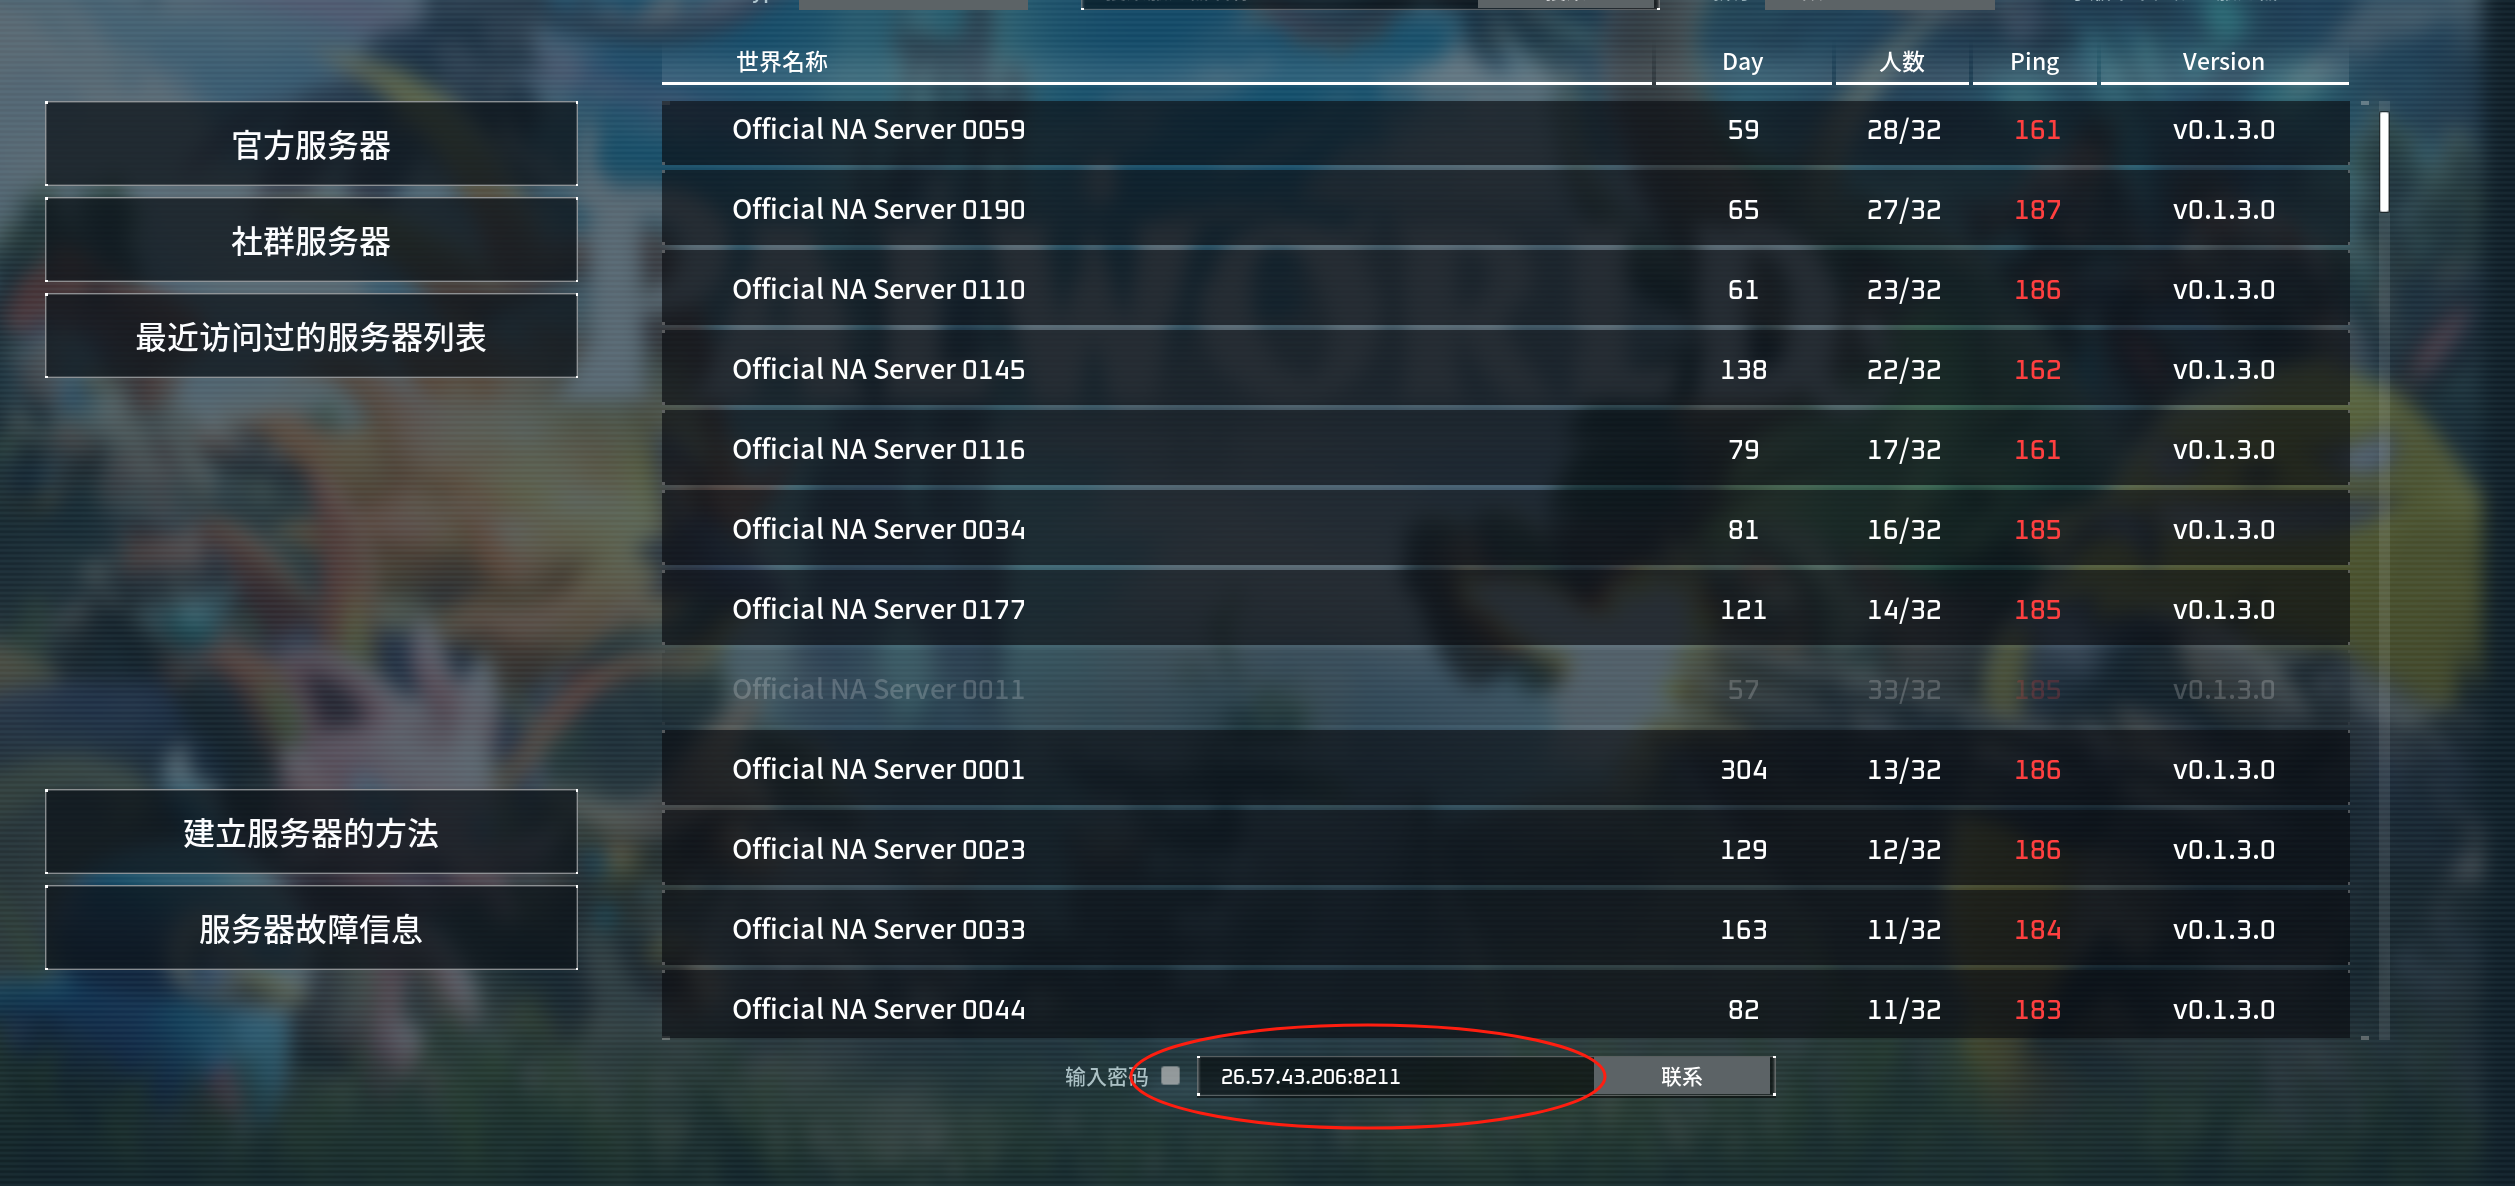 世界名称 Day 人数 Ping Version
官方服务器
社群服务器
最近访问过的服务器列表
建立服务器的方法
服务器故障信息
Official NA Server 0059 59 28/32 161 v0.1.3.0
Official NA Server 0190 65 27/32 187 v0.1.3.0
Official NA Server 0110 61 23/32 186 v0.1.3.0
Official NA Server 0145 138 22/32 162 v0.1.3.0
Official NA Server 0116 79 17/32 161 v0.1.3.0
Official NA Server 0034 81 16/32 185 v0.1.3.0
Official NA Server 0177 121 14/32 185 v0.1.3.0
Official NA Server 0011 57 33/32 185 v0.1.3.0
Official NA Server 0001 304 13/32 186 v0.1.3.0
Official NA Server 0023 129 12/32 186 v0.1.3.0
Official NA Server 0033 163 11/32 184 v0.1.3.0
Official NA Server 0044 82 11/32 183 v0.1.3.0
输入密码 26.57.43.206:8211 联系